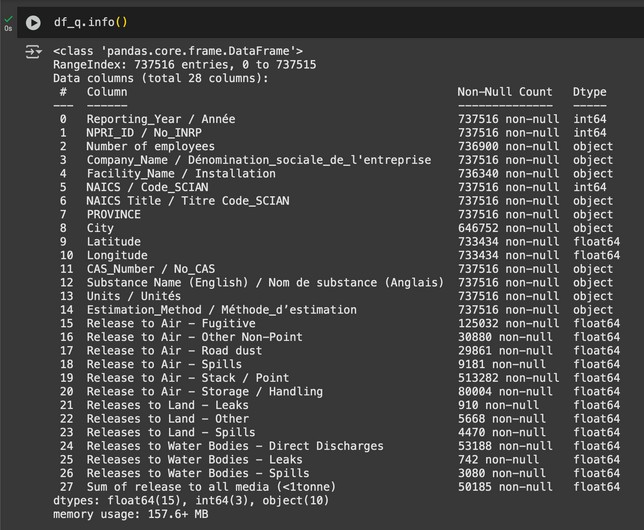 df_q.info()
0s
<class 'pandas.core.frame.DataFrame'>
RangeIndex: 737516 entries, 0 to 737515
Data columns (total 28 columns):
 #   Column                                                    Non-Null Count   Dtype
---  ------                                                    --------------   -----
 0   Reporting_Year / Année                                    737516 non-null  int64
 1   NPRI_ID / No_INRP                                         737516 non-null  int64
 2   Number of employees                                       736900 non-null  object
 3   Company_Name / Dénomination_sociale_de_l'entreprise       737516 non-null  object
 4   Facility_Name / Installation                              736340 non-null  object
 5   NAICS / Code_SCIAN                                        737516 non-null  int64
 6   NAICS Title / Titre Code_SCIAN                            737516 non-null  object
 7   PROVINCE                                                  737516 non-null  object
 8   City                                                      646752 non-null  object
 9   Latitude                                                  733434 non-null  float64
 10  Longitude                                                 733434 non-null  float64
 11  CAS_Number / No_CAS                                       737516 non-null  object
 12  Substance Name (English) / Nom de substance (Anglais)     737516 non-null  object
 13  Units / Unités                                            737516 non-null  object
 14  Estimation_Method / Méthode_d’estimation                  737516 non-null  object
 15  Release to Air - Fugitive                                 125032 non-null  float64
 16  Release to Air - Other Non-Point                          30880 non-null   float64
 17  Release to Air - Road dust                                29861 non-null   float64
 18  Release to Air - Spills                                   9181 non-null    float64
 19  Release to Air - Stack / Point                            513282 non-null  float64
 20  Release to Air - Storage / Handling                       80004 non-null   float64
 21  Releases to Land - Leaks                                  910 non-null     float64
 22  Releases to Land - Other                                  5668 non-null    float64
 23  Releases to Land - Spills                                 4470 non-null    float64
 24  Releases to Water Bodies - Direct Discharges              53188 non-null   float64
 25  Releases to Water Bodies - Leaks                          742 non-null     float64
 26  Releases to Water Bodies - Spills                         3080 non-null    float64
 27  Sum of release to all media (<1tonne)                     50185 non-null   float64
dtypes: float64(15), int64(3), object(10)
memory usage: 157.6+ MB